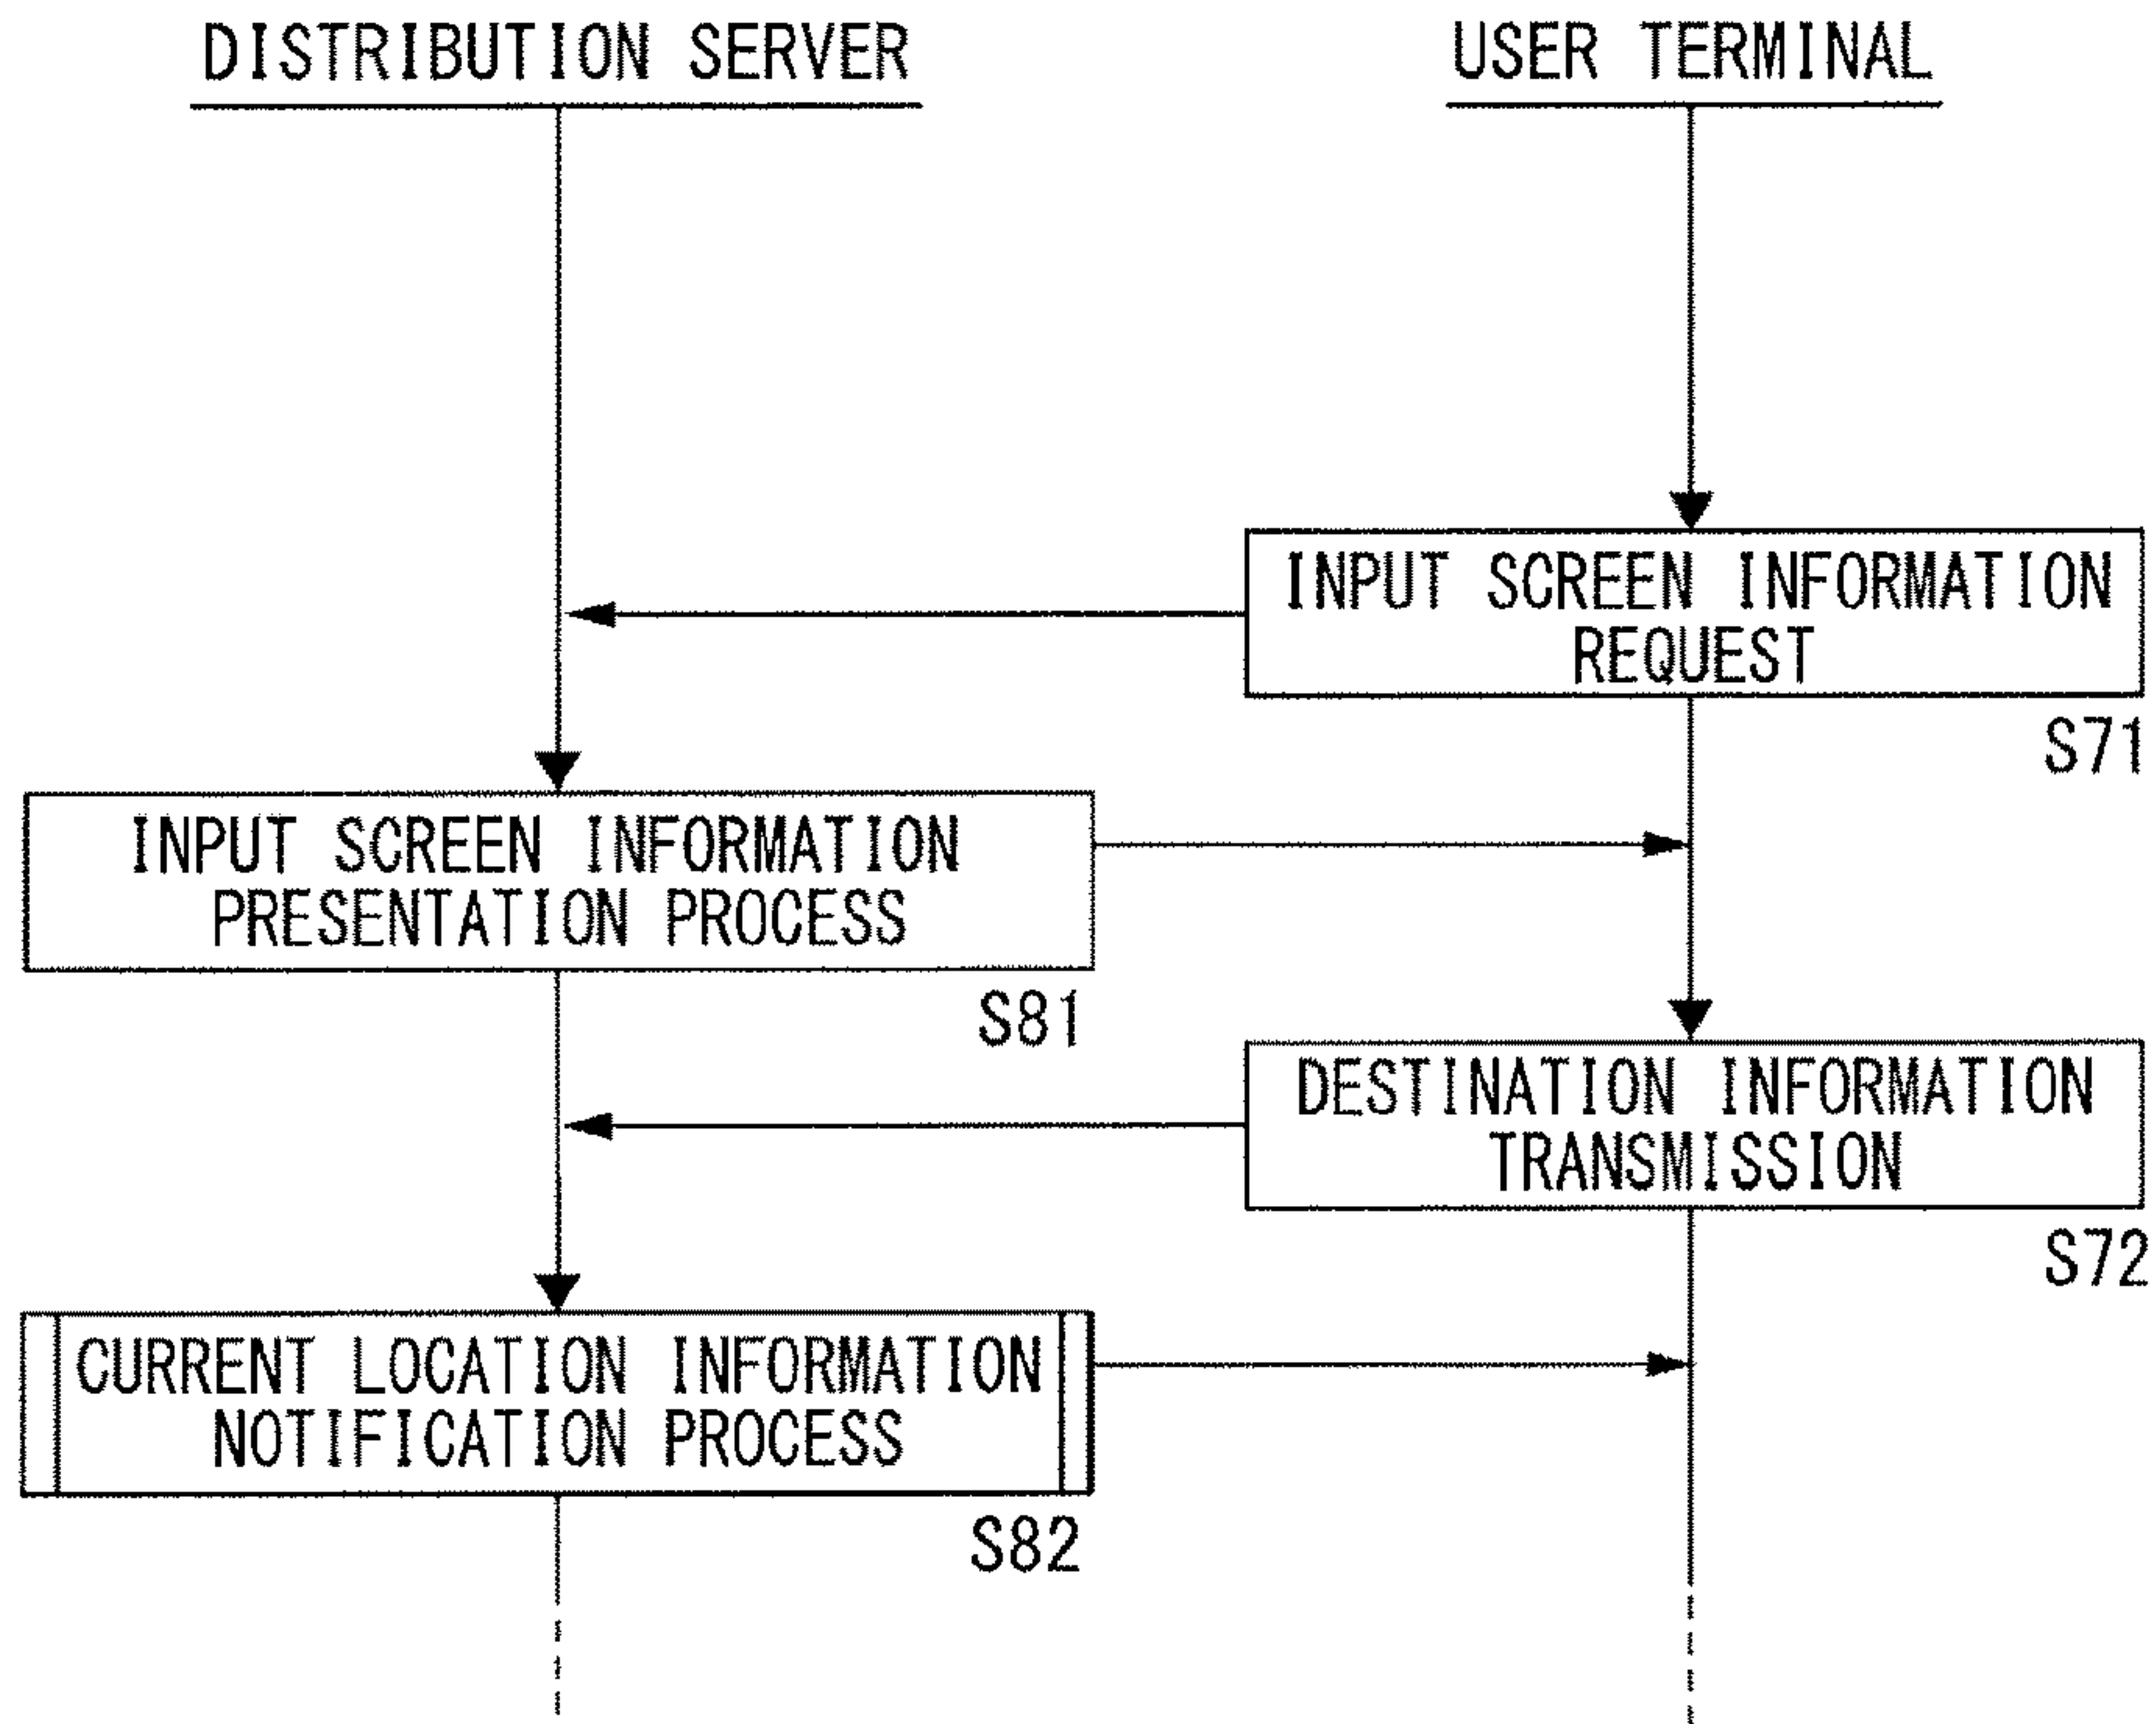 DISTRIBUTION SERVER
USER TERMINAL
INPUT SCREEN INFORMATION
REQUEST
S71
INPUT SCREEN INFORMATION
PRESENTATION PROCESS
S81
DESTINATION INFORMATION
TRANSMISSION
S72
CURRENT LOCATION INFORMATION
NOTIFICATION PROCESS
S82